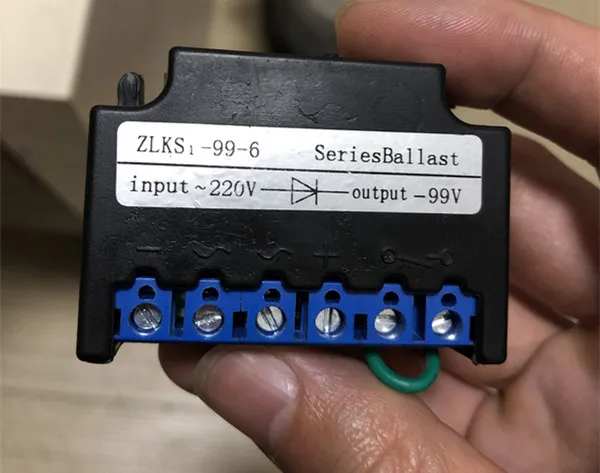 ZLKS₁-99-6 SeriesBallast
input ~220V output -99V
- ~ ~ +